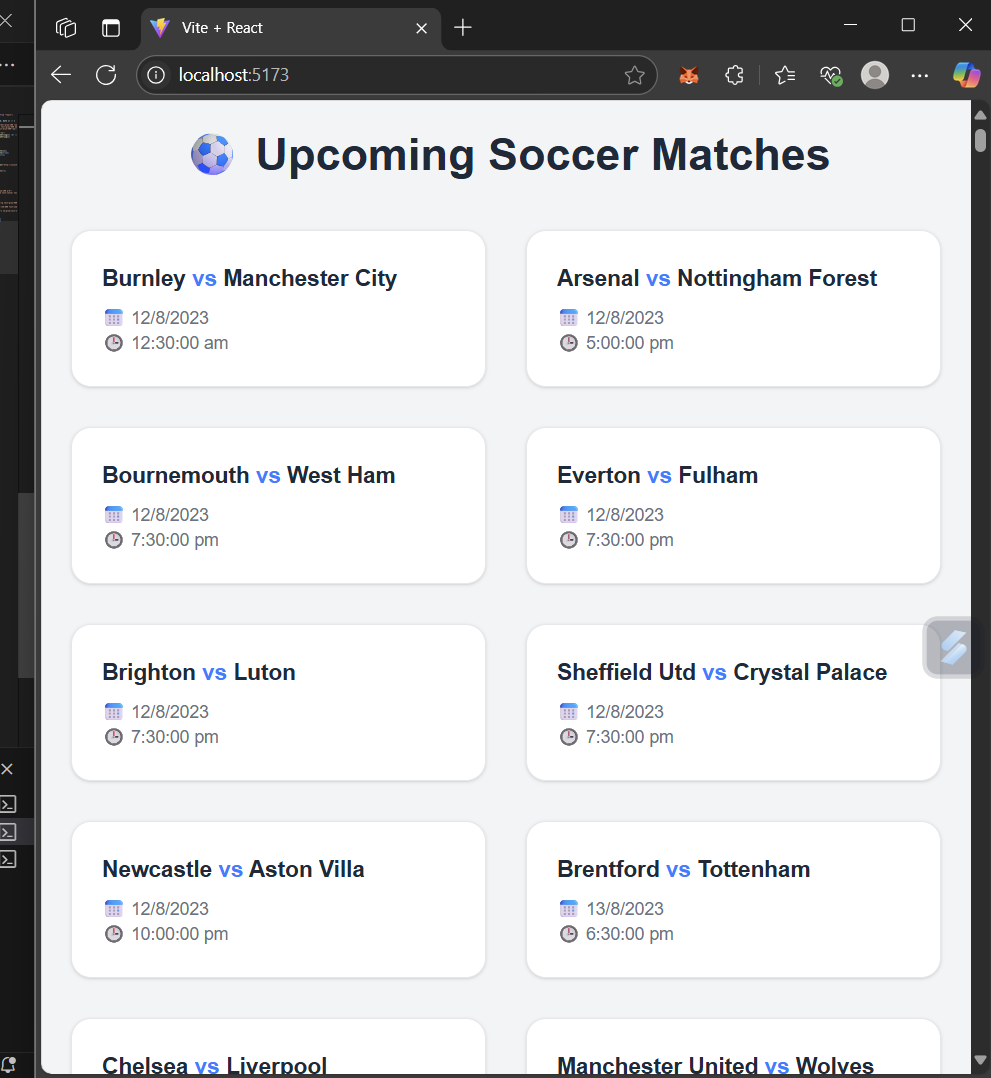 Vite + React
localhost:5173
Upcoming Soccer Matches
Burnley vs Manchester City
12/8/2023
12:30:00 am
Arsenal vs Nottingham Forest
12/8/2023
5:00:00 pm
Bournemouth vs West Ham
12/8/2023
7:30:00 pm
Everton vs Fulham
12/8/2023
7:30:00 pm
Brighton vs Luton
12/8/2023
7:30:00 pm
Sheffield Utd vs Crystal Palace
12/8/2023
7:30:00 pm
Newcastle vs Aston Villa
12/8/2023
10:00:00 pm
Brentford vs Tottenham
13/8/2023
6:30:00 pm
Chelsea vs Liverpool
Manchester United vs Wolves